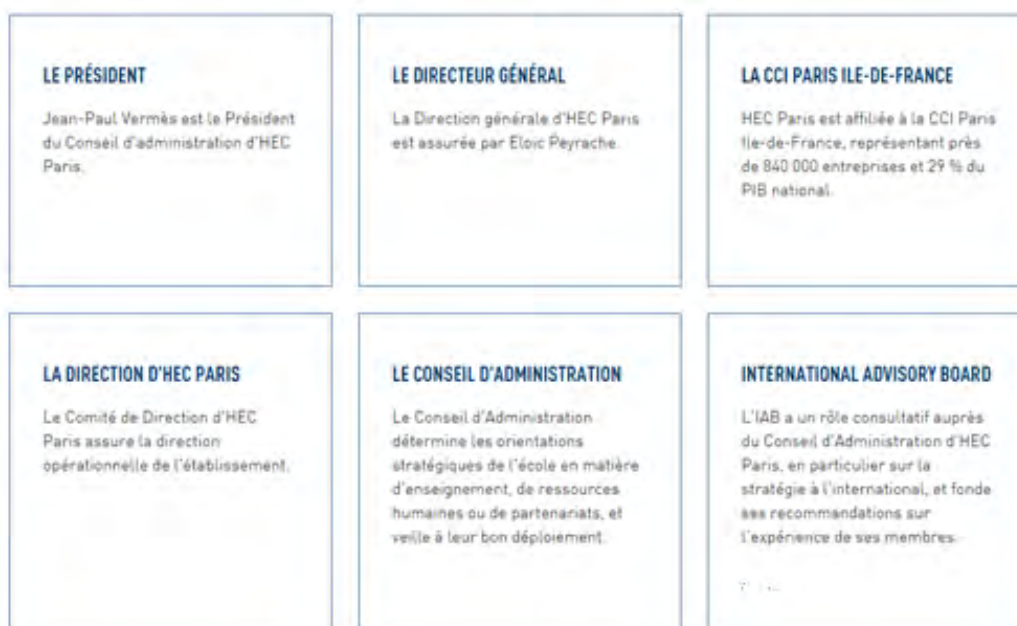 LE PRÉSIDENT
Jean-Paul Vermès est le Président
du Conseil d'administration d'HEC
Paris.
LE DIRECTEUR GÉNÉRAL
La Direction générale d'HEC Paris
est assurée par Eloic Peyrache.
LA CCI PARIS ILE-DE-FRANCE
HEC Paris est affiliée à la CCI Paris
Ile-de-France, représentant près
de 840 000 entreprises et 29 % du
PIB national.
LA DIRECTION D'HEC PARIS
Le Comité de Direction d'HEC
Paris assure la direction
opérationnelle de l'établissement.
LE CONSEIL D'ADMINISTRATION
Le Conseil d'Administration
détermine les orientations
stratégiques de l'école en matière
d'enseignement, de ressources
humaines ou de partenariats, et
veille à leur bon déploiement.
INTERNATIONAL ADVISORY BOARD
L'IAB a un rôle consultatif auprès
du Conseil d'Administration d'HEC
Paris, en particulier sur la
stratégie à l'international, et fonde
ses recommandations sur
l'expérience de ses membres.